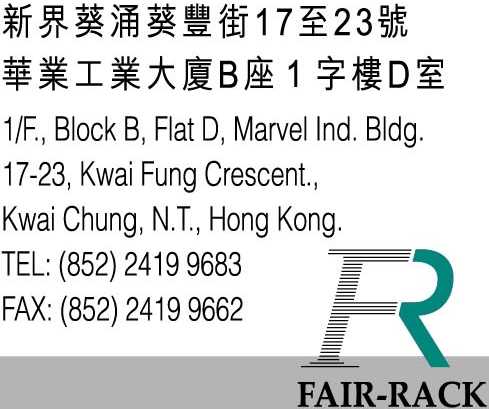 新界葵涌葵豐街17至23號
華業工業大廈B座 1 字樓D室
1/F., Block B, Flat D, Marvel Ind. Bldg.
17-23, Kwai Fung Crescent.,
Kwai Chung, N.T., Hong Kong.
TEL: (852) 2419 9683
FAX: (852) 2419 9662
FR
FAIR-RACK